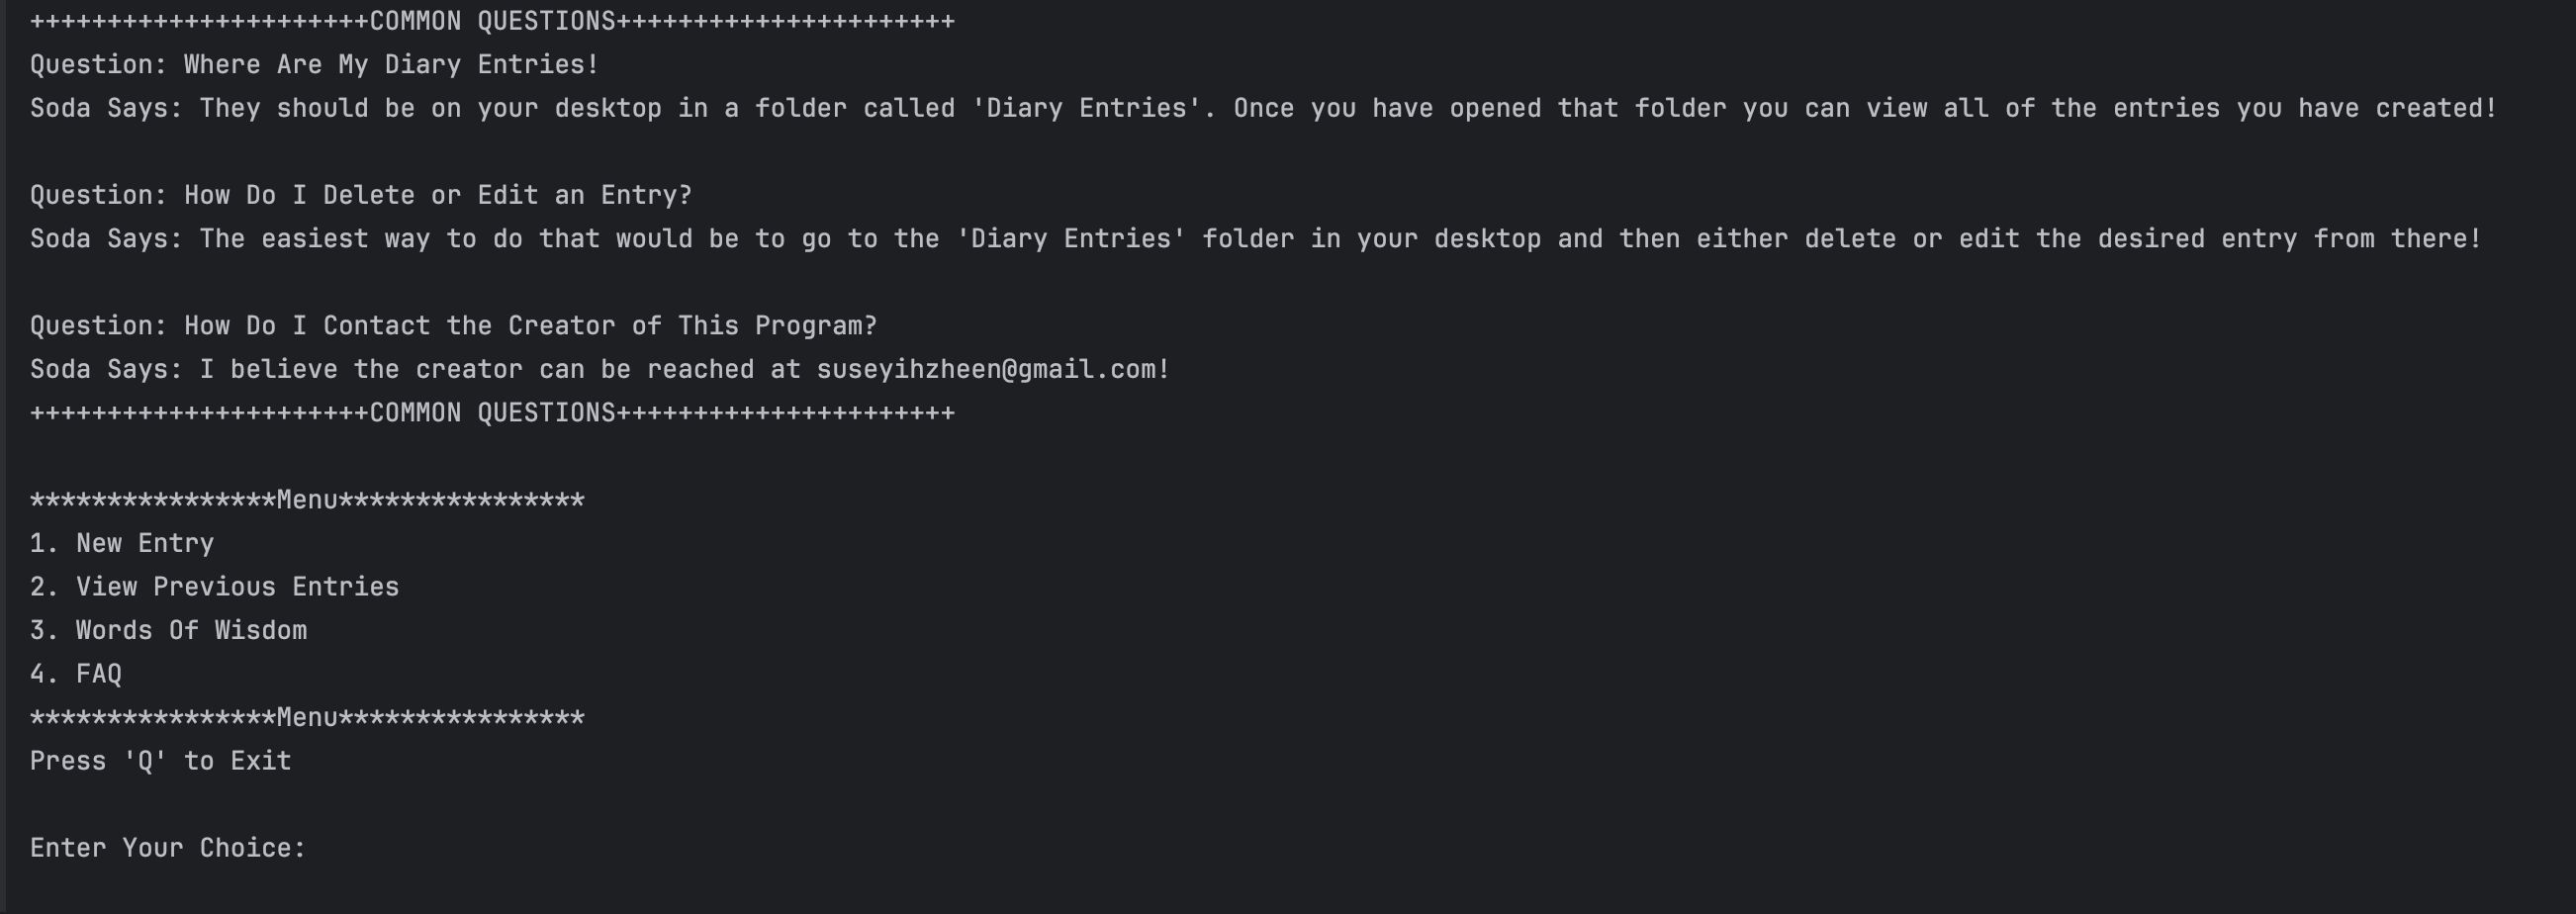 ++++++++++++++++++++++COMMON QUESTIONS++++++++++++++++++++++
Question: Where Are My Diary Entries!
Soda Says: They should be on your desktop in a folder called 'Diary Entries'. Once you have opened that folder you can view all of the entries you have created!
Question: How Do I Delete or Edit an Entry?
Soda Says: The easiest way to do that would be to go to the 'Diary Entries' folder in your desktop and then either delete or edit the desired entry from there!
Question: How Do I Contact the Creator of This Program?
Soda Says: I believe the creator can be reached at suseyihzheen@gmail.com!
++++++++++++++++++++++COMMON QUESTIONS++++++++++++++++++++++
****************Menu****************
1. New Entry
2. View Previous Entries
3. Words Of Wisdom
4. FAQ
****************Menu****************
Press 'Q' to Exit
Enter Your Choice: